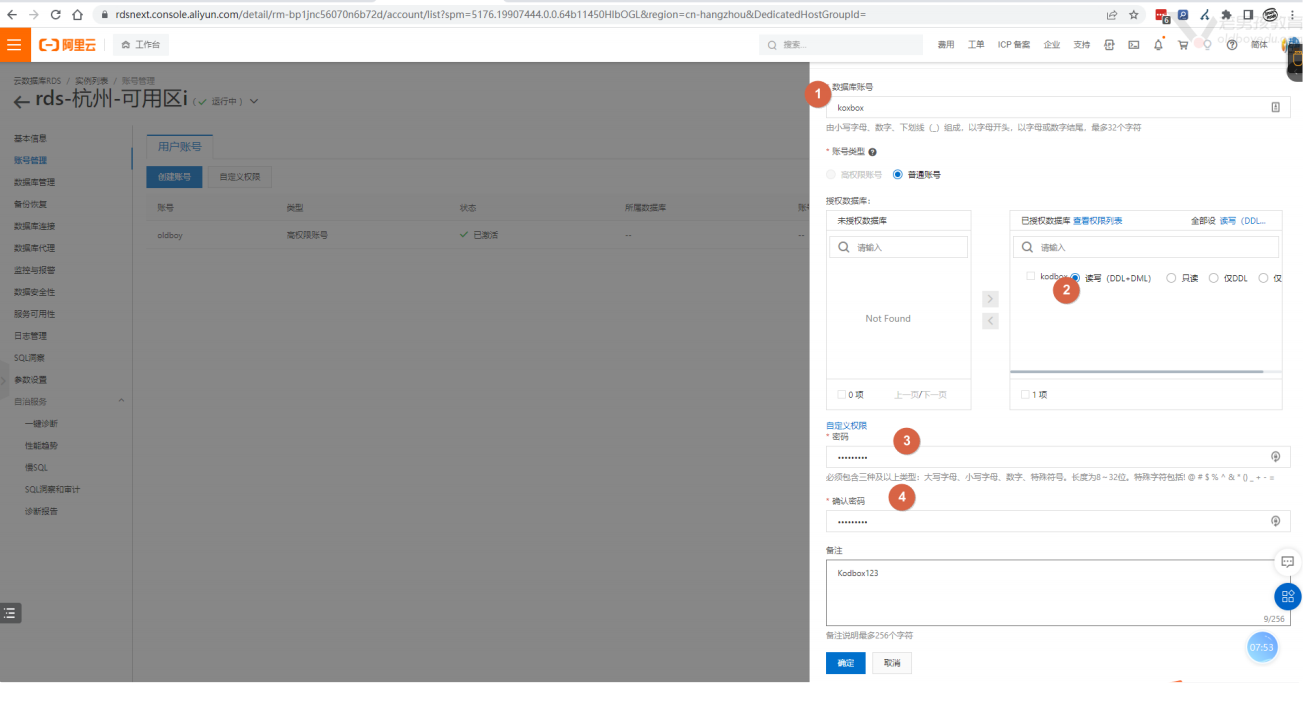 rdsnext.console.aliyun.com/detail/rm-bp1jnc56070n6b72d/account/list?spm=5176.19907444.0.0.64b11450HIbOGL&region=cn-hangzhou&DedicatedHostGroupId=
6
老男孩教育
oldboyedu
阿里云
工作台
搜索...
费用 工单 ICP 备案 企业 支持 简体
云数据库RDS / 实例列表 / 账号管理
← rds-杭州-可用区i (✓ 运行中)
基本信息
账号管理
数据库管理
备份恢复
数据库连接
数据库代理
监控与报警
数据安全性
服务可用性
日志管理
SQL洞察
参数设置
自治服务
一键诊断
性能趋势
慢SQL
SQL洞察和审计
诊断报告
用户账号
创建账号 自定义权限
账号 类型 状态 所属数据库 账号
oldboy 高权限账号 ✓ 已激活 -- --
1
数据库账号
koxbox
由小写字母、数字、下划线(_)组成，以字母开头，以字母或数字结尾，最多32个字符
* 账号类型
高权限账号 普通账号
授权数据库:
未授权数据库
请输入
Not Found
0 项 上一页/下一页
已授权数据库 查看权限列表 全部设 读写（DDL...
请输入
kodbox 读写（DDL+DML） 只读 仅DDL 仅
2
1 项
自定义权限
* 密码
3
•••••••••
必须包含三种及以上类型：大写字母、小写字母、数字、特殊符号。长度为8~32位。特殊字符包括! @ # $ % ^ & * () _ + - =
* 确认密码
4
•••••••••
备注
Kodbox123
9/256
备注说明最多256个字符
07:53
确定 取消